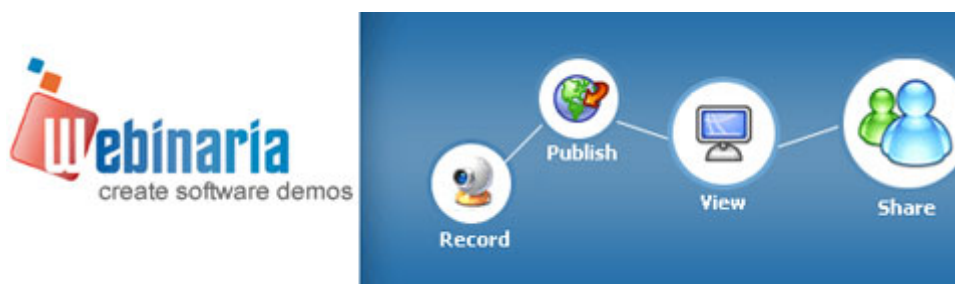 Webinaria
create software demos
Record
Publish
View
Share